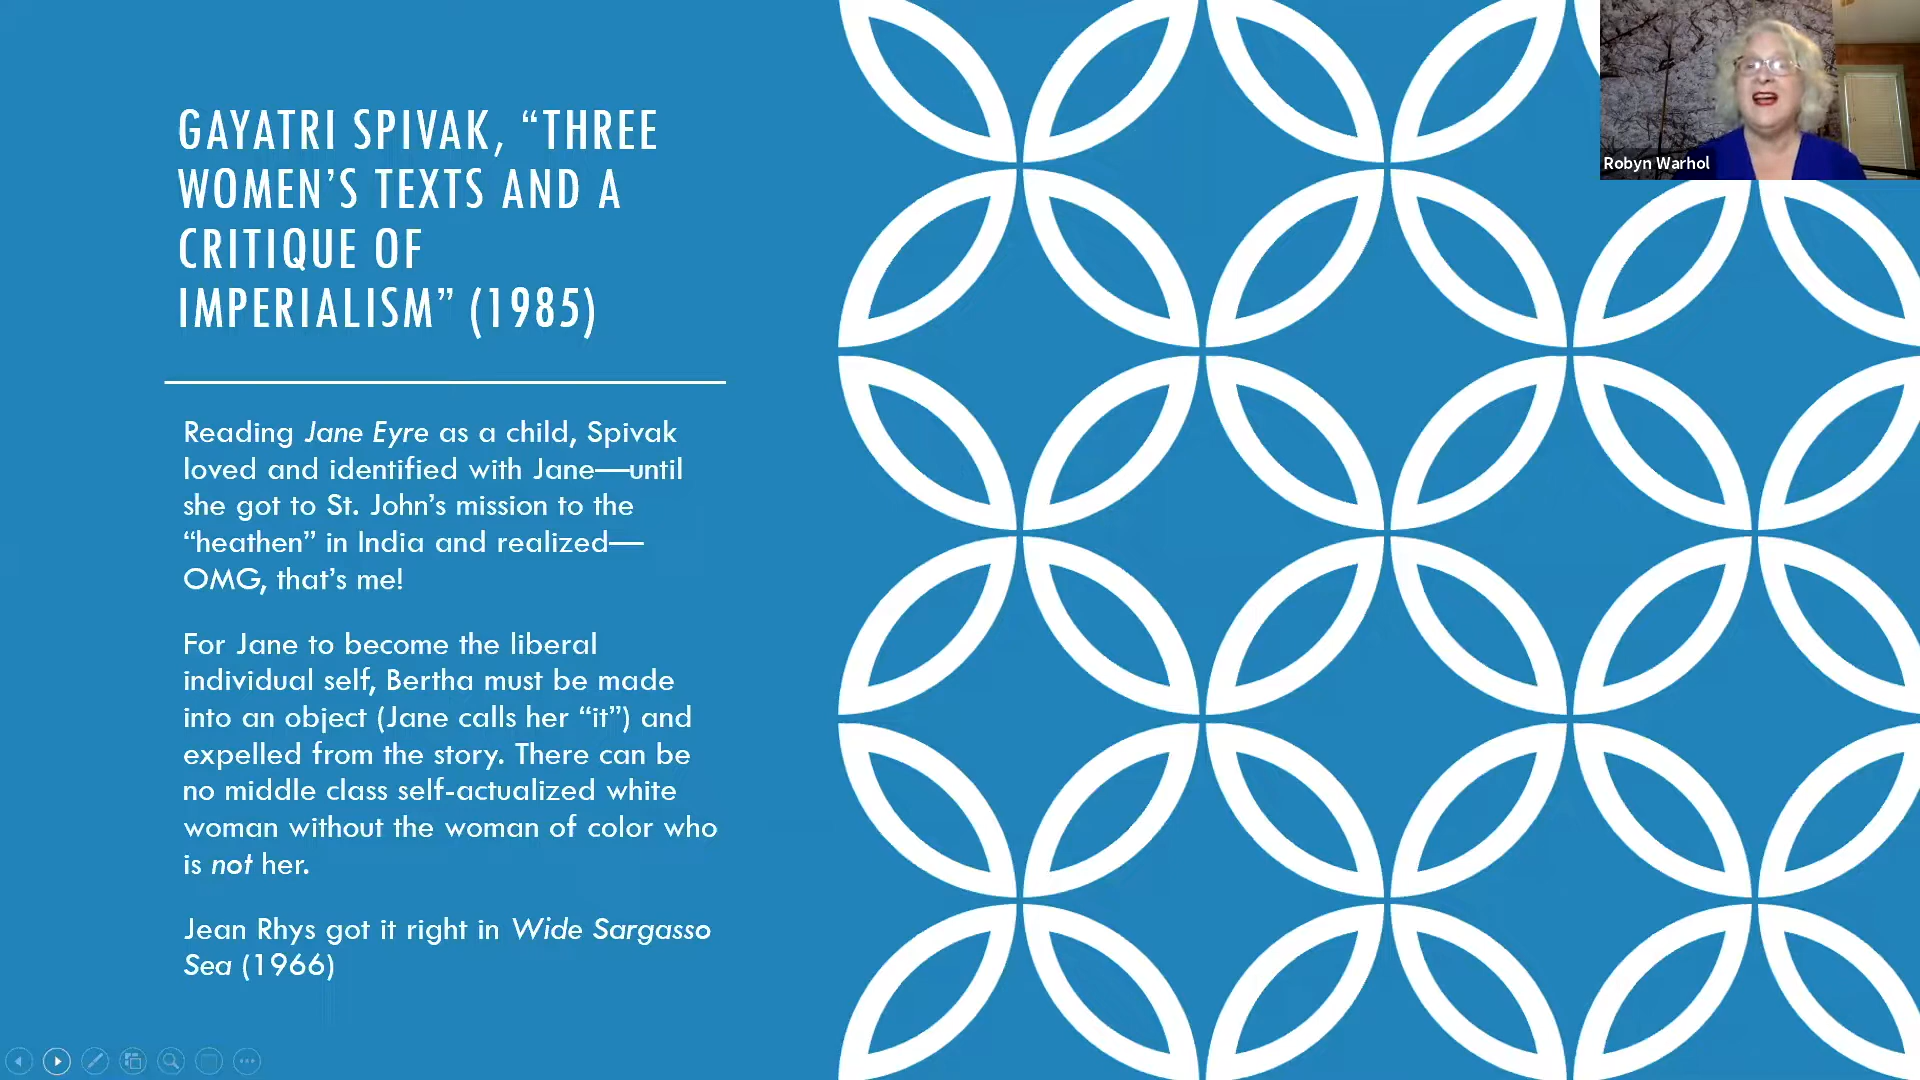 GAYATRI SPIVAK, “THREE
WOMEN’S TEXTS AND A
CRITIQUE OF
IMPERIALISM” (1985)
Reading Jane Eyre as a child, Spivak
loved and identified with Jane—until
she got to St. John’s mission to the
“heathen” in India and realized—
OMG, that’s me!
For Jane to become the liberal
individual self, Bertha must be made
into an object (Jane calls her “it”) and
expelled from the story. There can be
no middle class self-actualized white
woman without the woman of color who
is not her.
Jean Rhys got it right in Wide Sargasso
Sea (1966)
Robyn Warhol